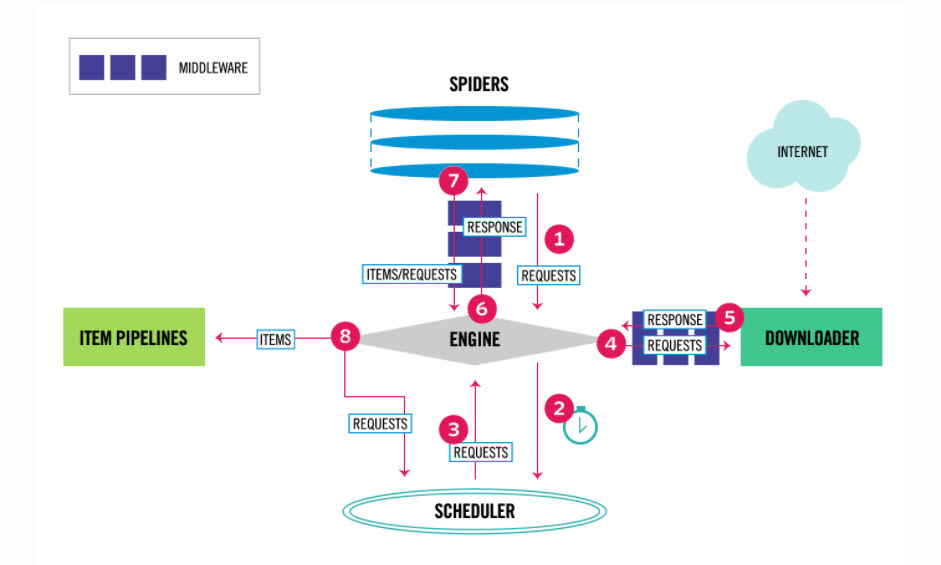 MIDDLEWARE
SPIDERS
INTERNET
7
RESPONSE
1
ITEMS/REQUESTS
REQUESTS
6
5
RESPONSE
ITEM PIPELINES
ITEMS
8
ENGINE
4
REQUESTS
DOWNLOADER
2
REQUESTS
3
REQUESTS
SCHEDULER